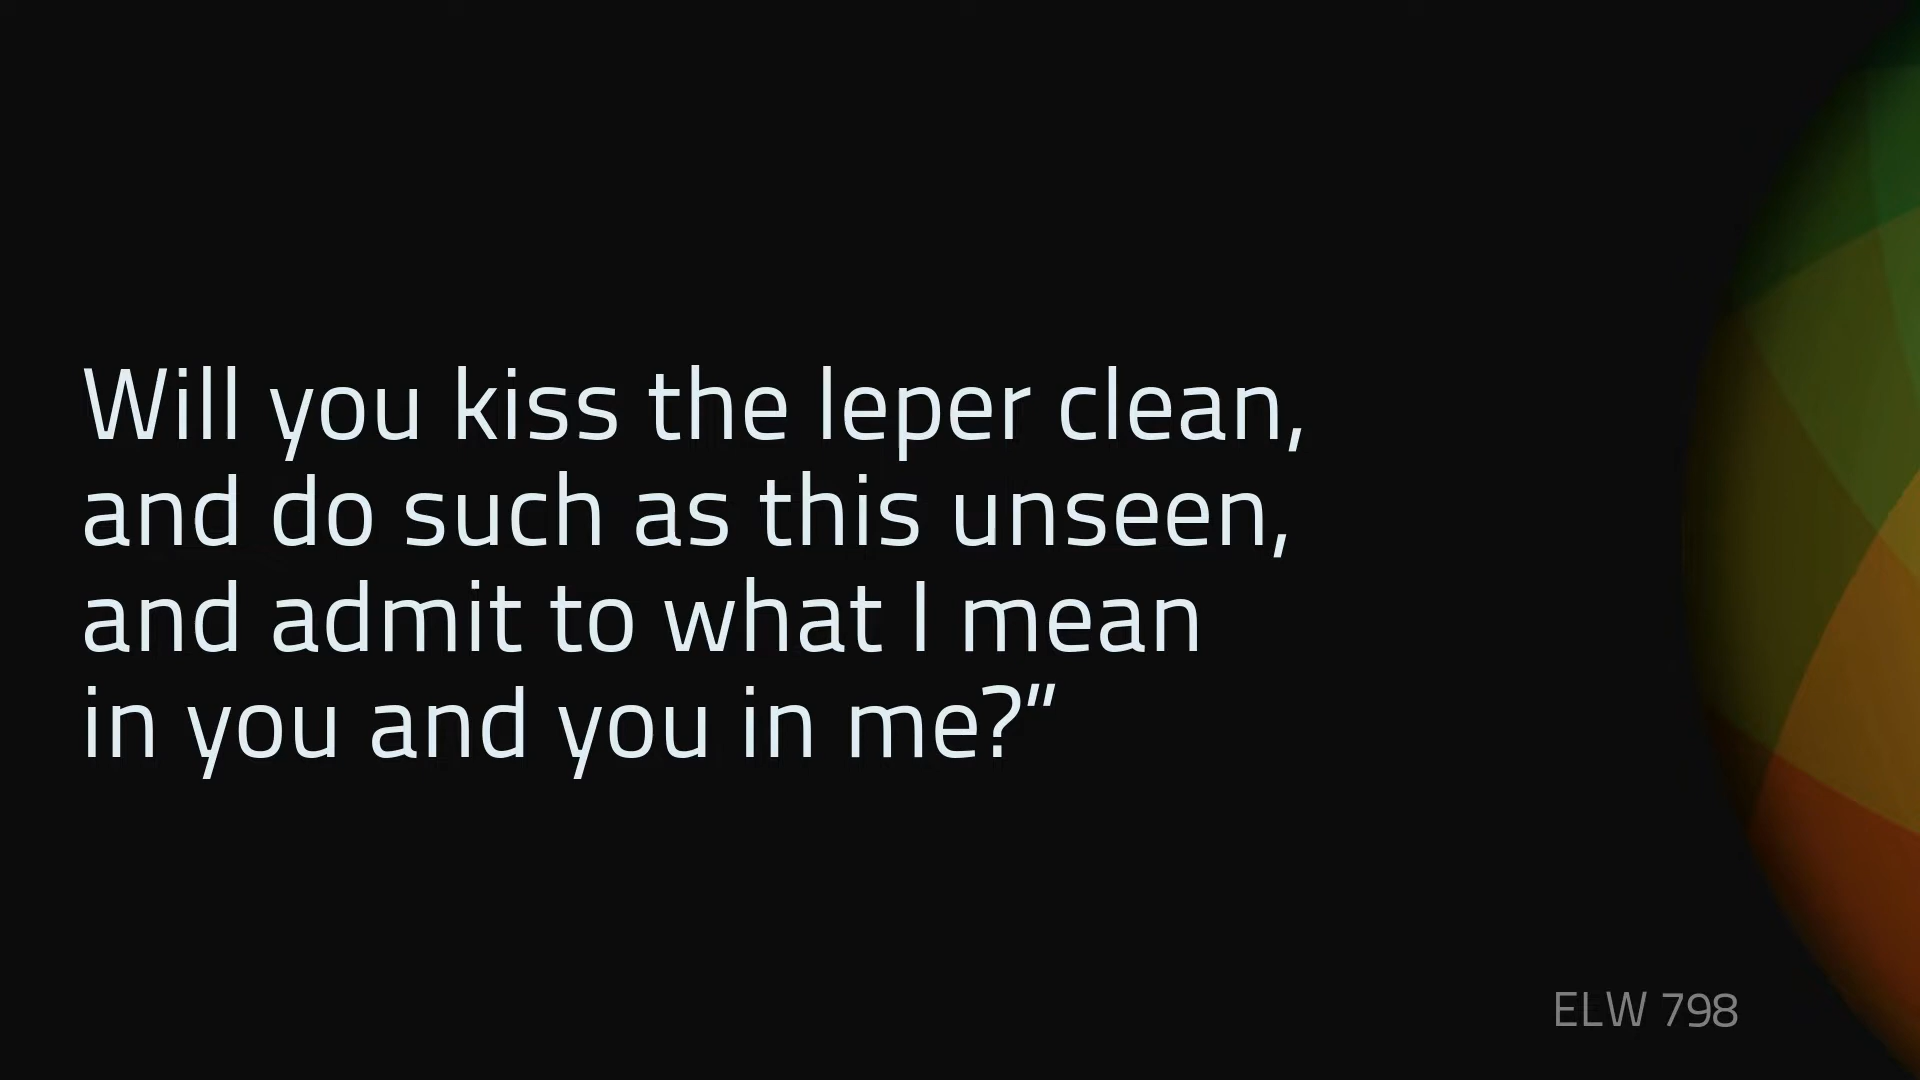 Will you kiss the leper clean,
and do such as this unseen,
and admit to what I mean
in you and you in me?”
ELW 798